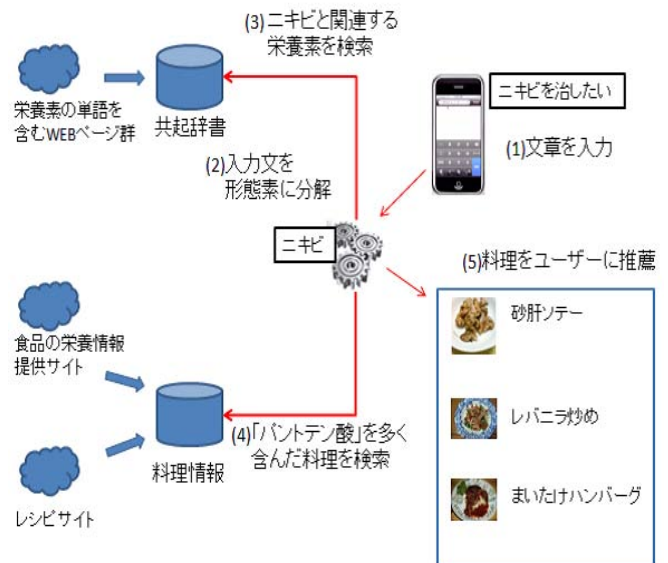 (3)ニキビと関連する
栄養素を検索
栄養素の単語を
含むWEBページ群
共起辞書
ニキビを治したい
(1)文章を入力
(2)入力文を
形態素に分解
ニキビ
(5)料理をユーザーに推薦
砂肝ソテー
食品の栄養情報
提供サイト
レバニラ炒め
(4)「パントテン酸」を多く
含んだ料理を検索
料理情報
まいたけハンバーグ
レシピサイト